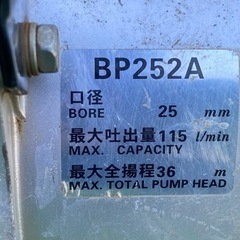 BP252A
口径 25 mm
BORE
最大吐出量 115 l/min
MAX. CAPACITY
最大全揚程 36 m
MAX. TOTAL PUMP HEAD